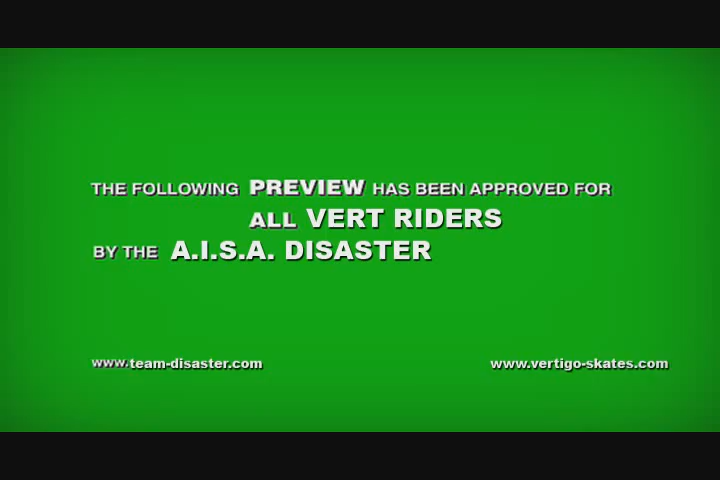 THE FOLLOWING PREVIEW HAS BEEN APPROVED FOR
ALL VERT RIDERS
BY THE A.I.S.A. DISASTER
www.team-disaster.com www.vertigo-skates.com